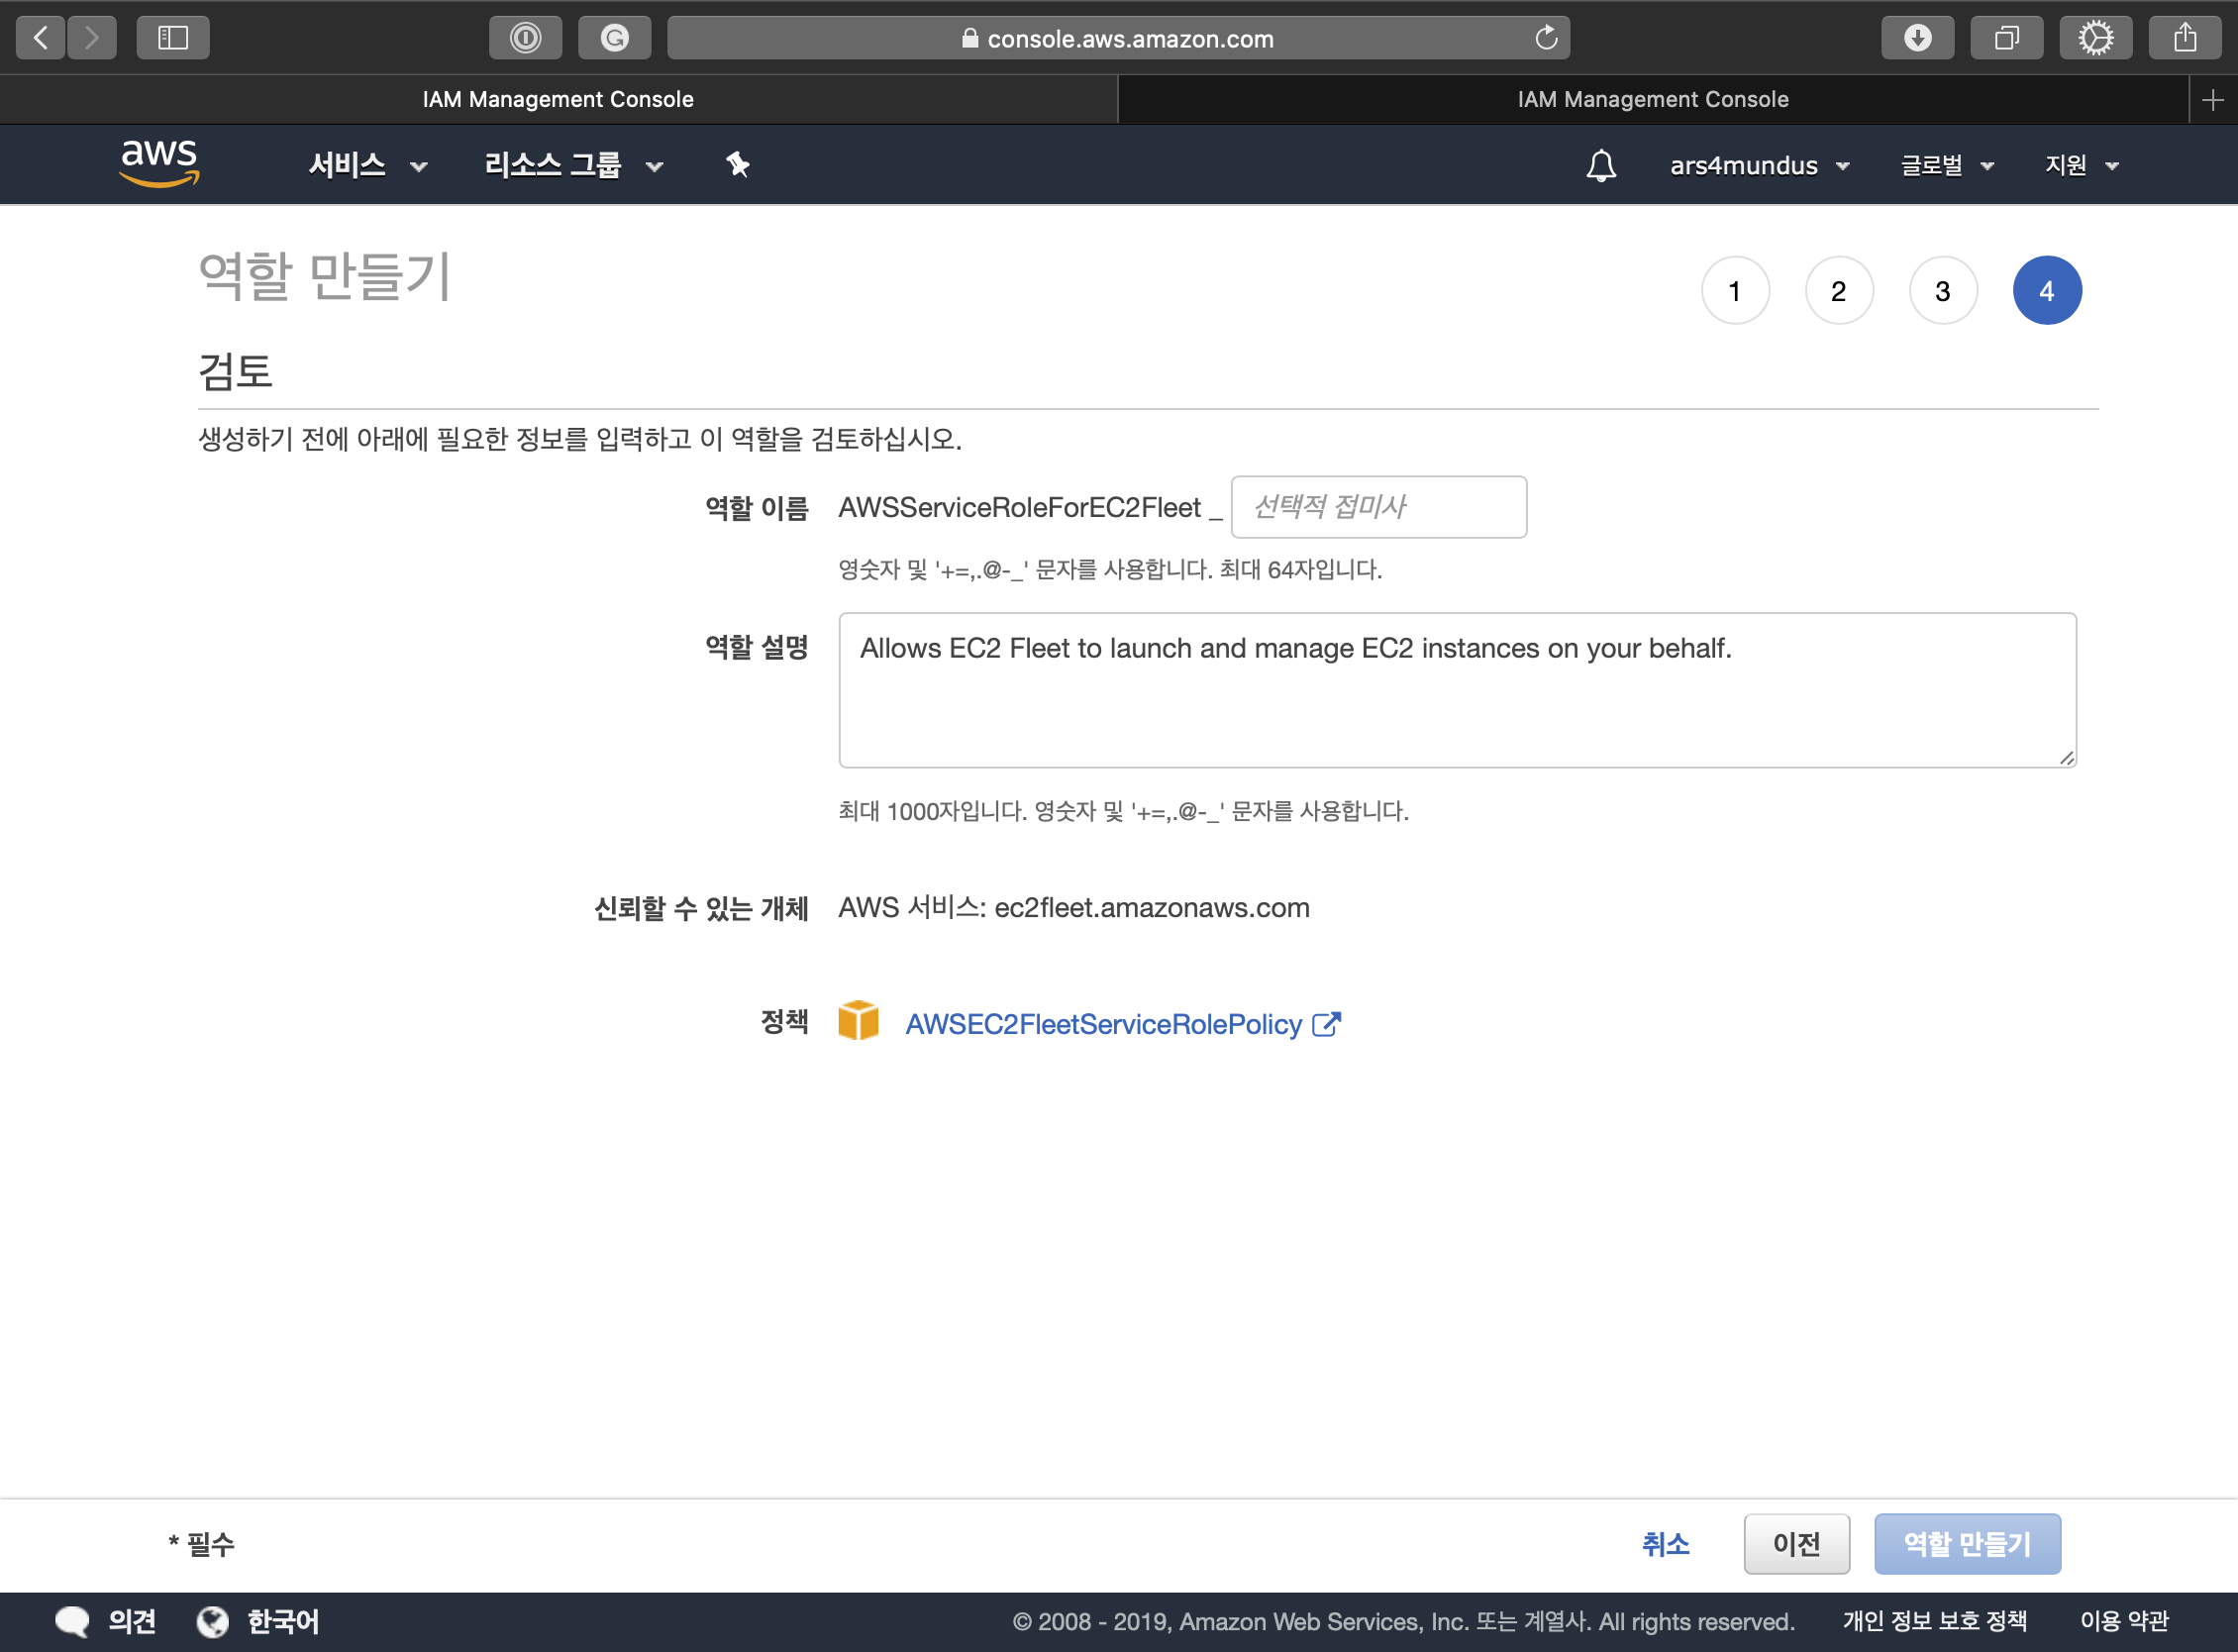 console.aws.amazon.com
IAM Management Console
IAM Management Console
aws
서비스
리소스 그룹
ars4mundus
글로벌
지원
역할 만들기
1
2
3
4
검토
생성하기 전에 아래에 필요한 정보를 입력하고 이 역할을 검토하십시오.
역할 이름
AWSServiceRoleForEC2Fleet _
선택적 접미사
영숫자 및 '+=,.@-_' 문자를 사용합니다. 최대 64자입니다.
역할 설명
Allows EC2 Fleet to launch and manage EC2 instances on your behalf.
최대 1000자입니다. 영숫자 및 '+=,.@-_' 문자를 사용합니다.
신뢰할 수 있는 개체
AWS 서비스: ec2fleet.amazonaws.com
정책
AWSEC2FleetServiceRolePolicy
* 필수
취소
이전
역할 만들기
의견
한국어
© 2008 - 2019, Amazon Web Services, Inc. 또는 계열사. All rights reserved.
개인 정보 보호 정책
이용 약관